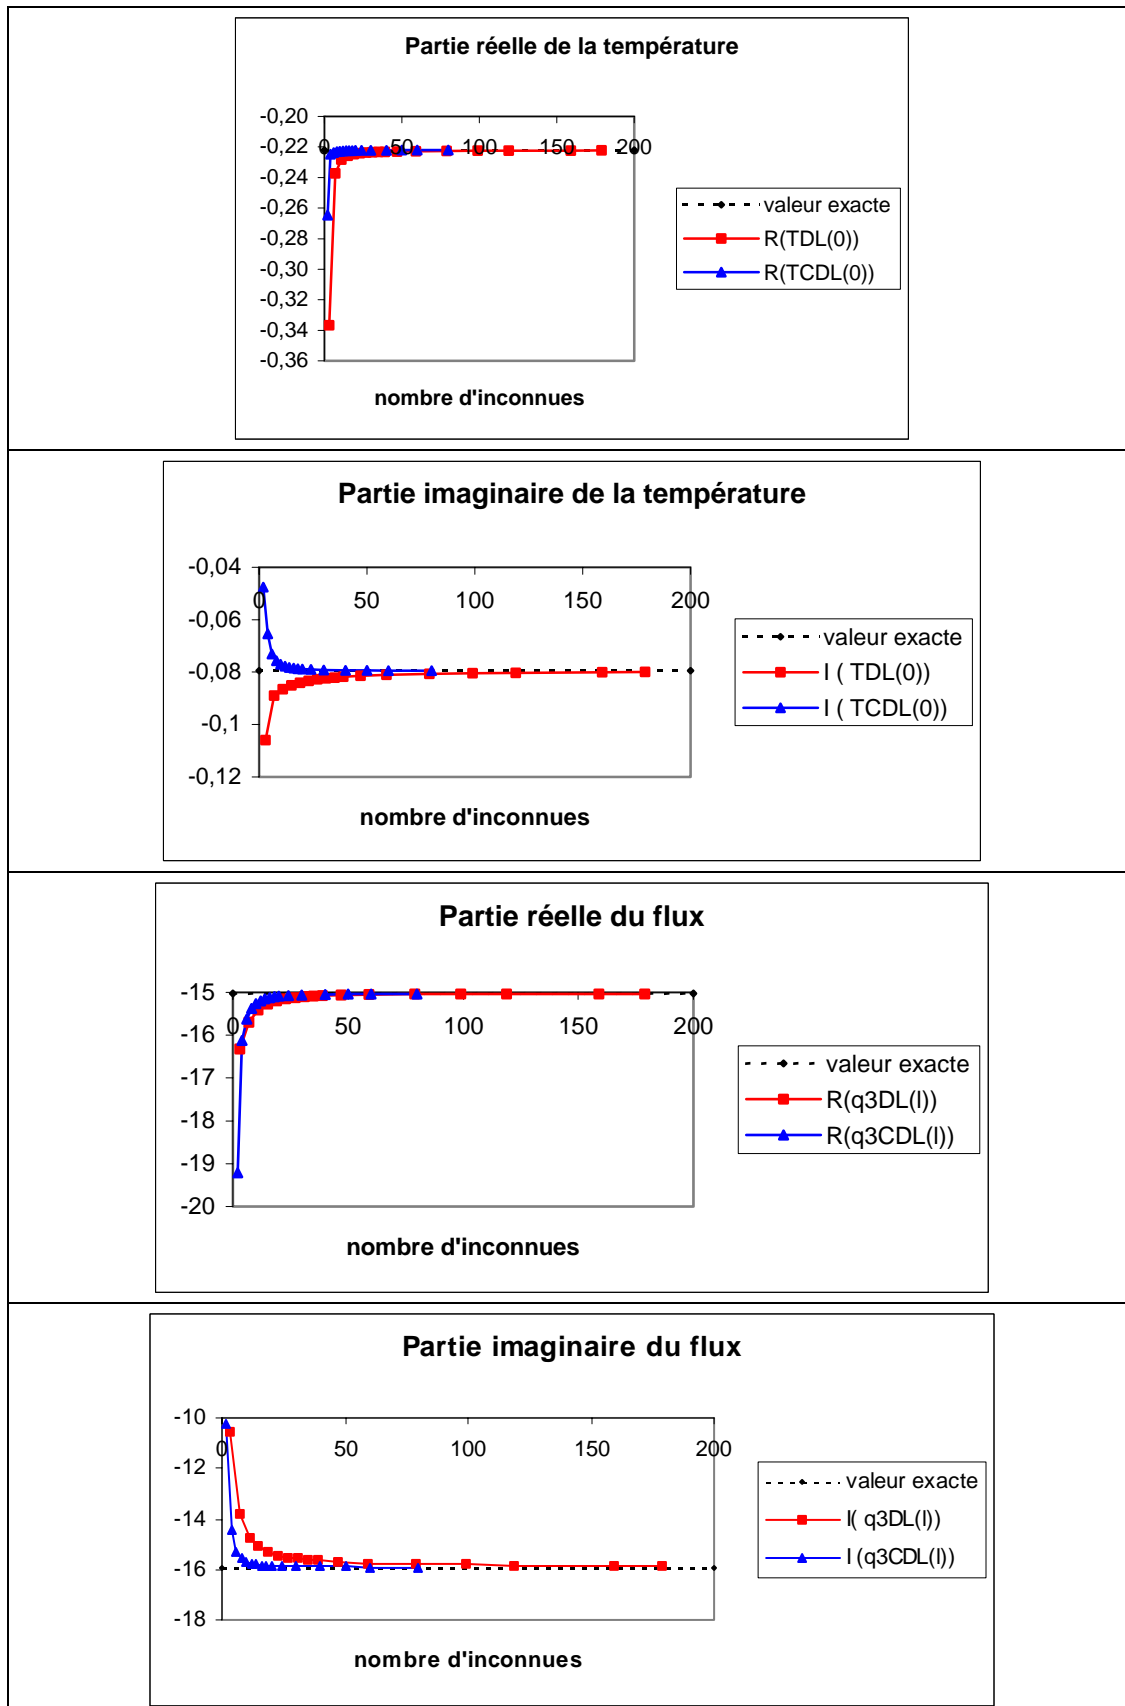 Partie réelle de la température
-0,20
-0,22
-0,24
-0,26
-0,28
-0,30
-0,32
-0,34
-0,36
0 50 100 150 200
nombre d'inconnues
valeur exacte
R(TDL(0))
R(TCDL(0))
Partie imaginaire de la température
-0,04
-0,06
-0,08
-0,1
-0,12
0 50 100 150 200
nombre d'inconnues
valeur exacte
I ( TDL(0))
I ( TCDL(0))
Partie réelle du flux
-15
-16
-17
-18
-19
-20
0 50 100 150 200
nombre d'inconnues
valeur exacte
R(q3DL(l))
R(q3CDL(l))
Partie imaginaire du flux
-10
-12
-14
-16
-18
0 50 100 150 200
nombre d'inconnues
valeur exacte
I( q3DL(l))
I (q3CDL(l))